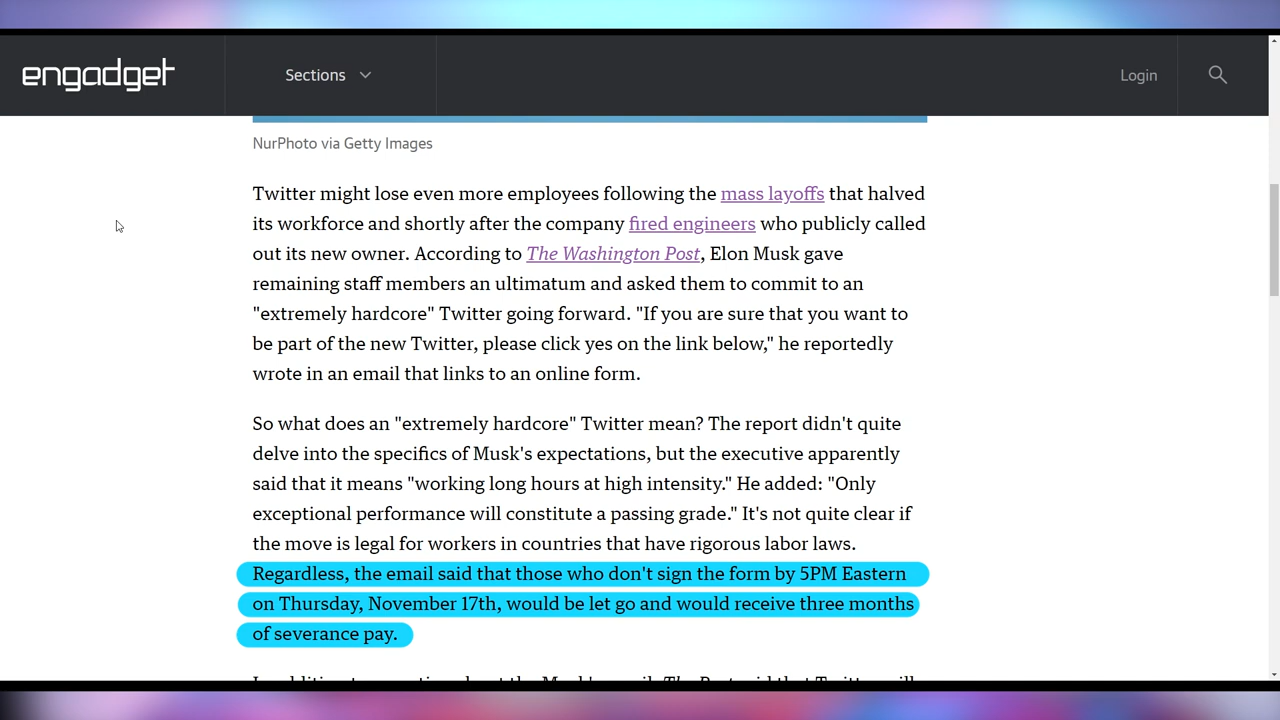 engadget
Sections
Login
NurPhoto via Getty Images
Twitter might lose even more employees following the mass layoffs that halved
its workforce and shortly after the company fired engineers who publicly called
out its new owner. According to The Washington Post, Elon Musk gave
remaining staff members an ultimatum and asked them to commit to an
"extremely hardcore" Twitter going forward. "If you are sure that you want to
be part of the new Twitter, please click yes on the link below," he reportedly
wrote in an email that links to an online form.
So what does an "extremely hardcore" Twitter mean? The report didn't quite
delve into the specifics of Musk's expectations, but the executive apparently
said that it means "working long hours at high intensity." He added: "Only
exceptional performance will constitute a passing grade." It's not quite clear if
the move is legal for workers in countries that have rigorous labor laws.
Regardless, the email said that those who don't sign the form by 5PM Eastern
on Thursday, November 17th, would be let go and would receive three months
of severance pay.